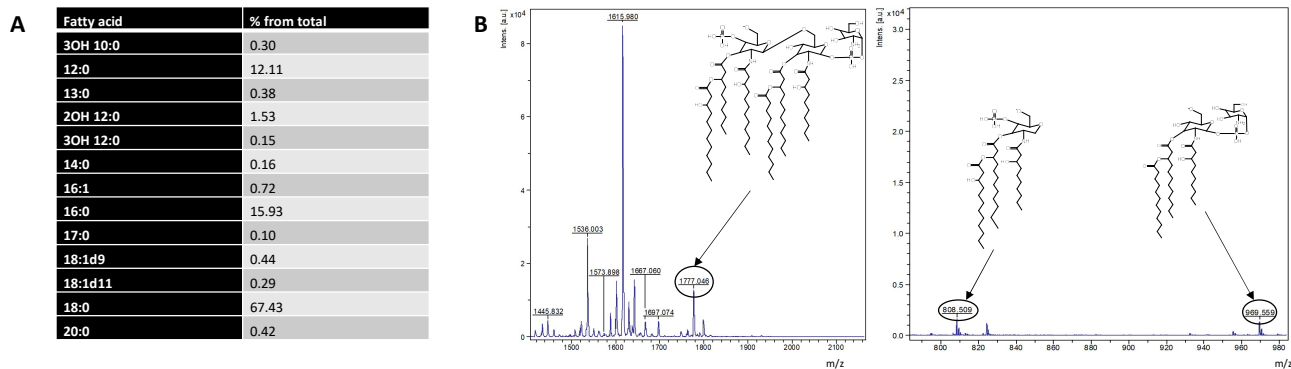 A
Fatty acid % from total
3OH 10:0 0.30
12:0 12.11
13:0 0.38
2OH 12:0 1.53
3OH 12:0 0.15
14:0 0.16
16:1 0.72
16:0 15.93
17:0 0.10
18:1d9 0.44
18:1d11 0.29
18:0 67.43
20:0 0.42
B
Intens. [a.u.]
x10^4
8
6
4
2
0
1615.980
1536.003
1573.898
1667.060
1777.046
1445.832
1697.074
1500 1600 1700 1800 1900 2000 2100
m/z
Intens. [a.u.]
x10^4
3.0
2.5
2.0
1.5
1.0
0.5
0.0
808.509
969.559
800 820 840 860 880 900 920 940 960 980
m/z